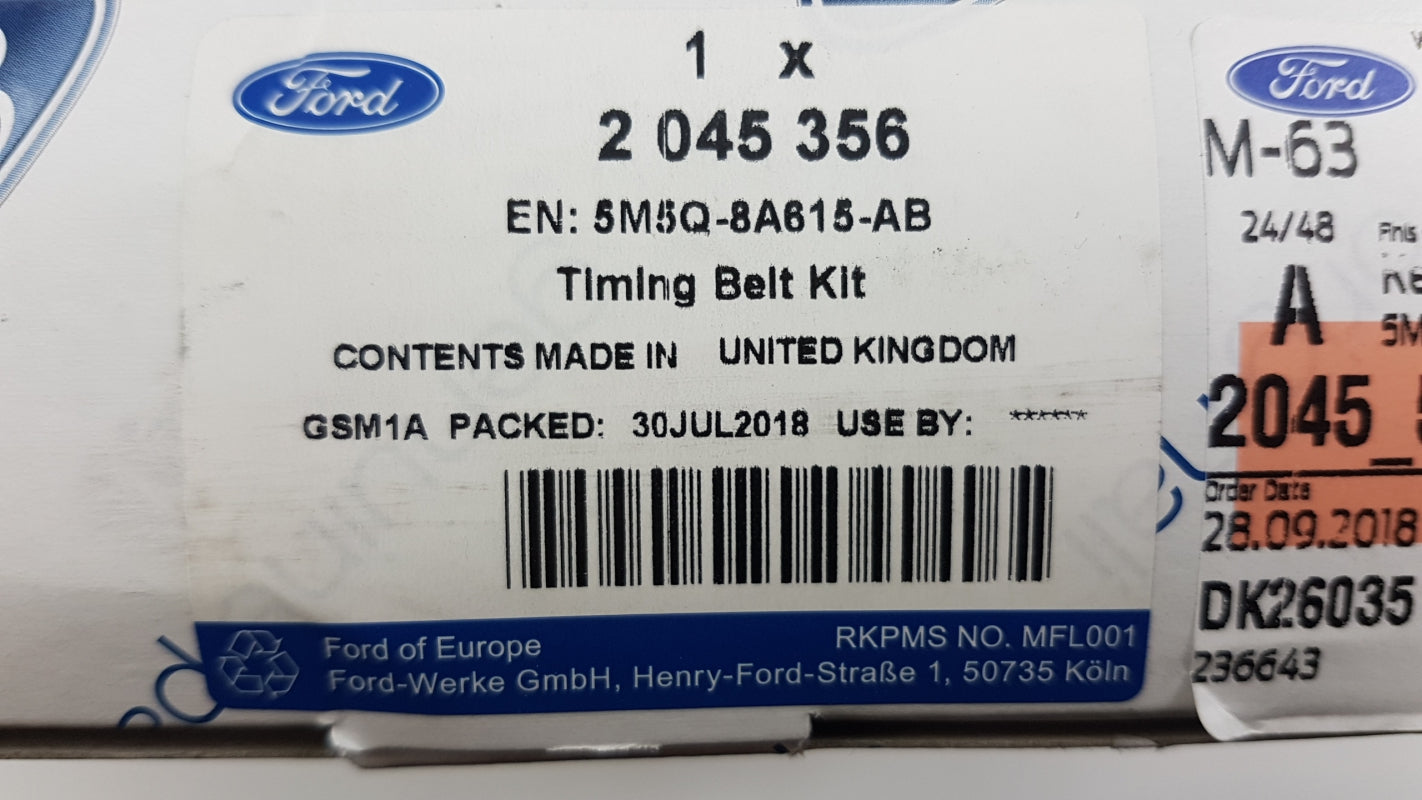 Ford
1 x
2 045 356
EN: 5M5Q-8A615-AB
Timing Belt Kit
CONTENTS MADE IN UNITED KINGDOM
GSM1A PACKED: 30JUL2018 USE BY: ******
Ford of Europe
RKPMS NO. MFL001
Ford-Werke GmbH, Henry-Ford-Straße 1, 50735 Köln
Ford
M-63
24/48
A
5M
2045
Order Date
28.09.2018
DK26035
236643